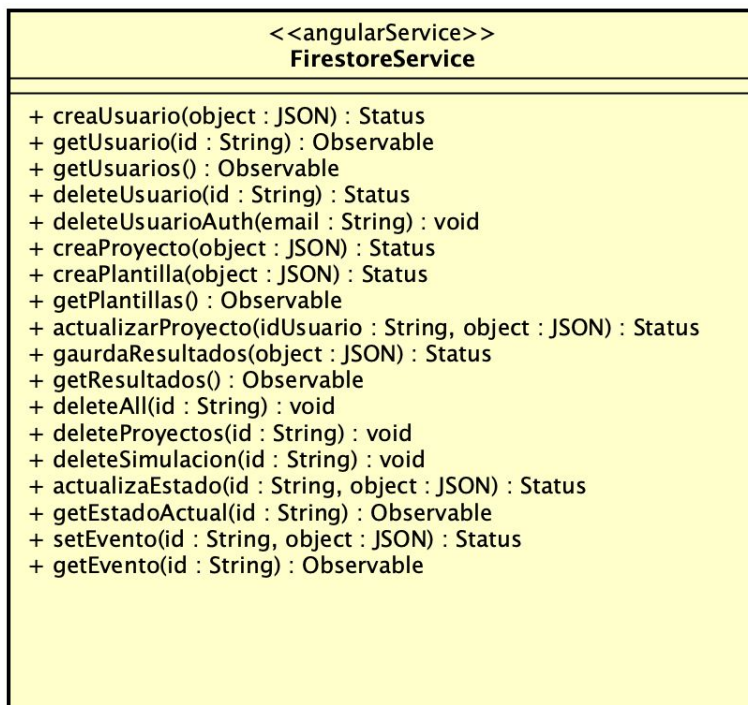 <<angularService>>
FirestoreService
+ creaUsuario(object : JSON) : Status
+ getUsuario(id : String) : Observable
+ getUsuarios() : Observable
+ deleteUsuario(id : String) : Status
+ deleteUsuarioAuth(email : String) : void
+ creaProyecto(object : JSON) : Status
+ creaPlantilla(object : JSON) : Status
+ getPlantillas() : Observable
+ actualizarProyecto(idUsuario : String, object : JSON) : Status
+ gaurdaResultados(object : JSON) : Status
+ getResultados() : Observable
+ deleteAll(id : String) : void
+ deleteProyectos(id : String) : void
+ deleteSimulacion(id : String) : void
+ actualizaEstado(id : String, object : JSON) : Status
+ getEstadoActual(id : String) : Observable
+ setEvento(id : String, object : JSON) : Status
+ getEvento(id : String) : Observable